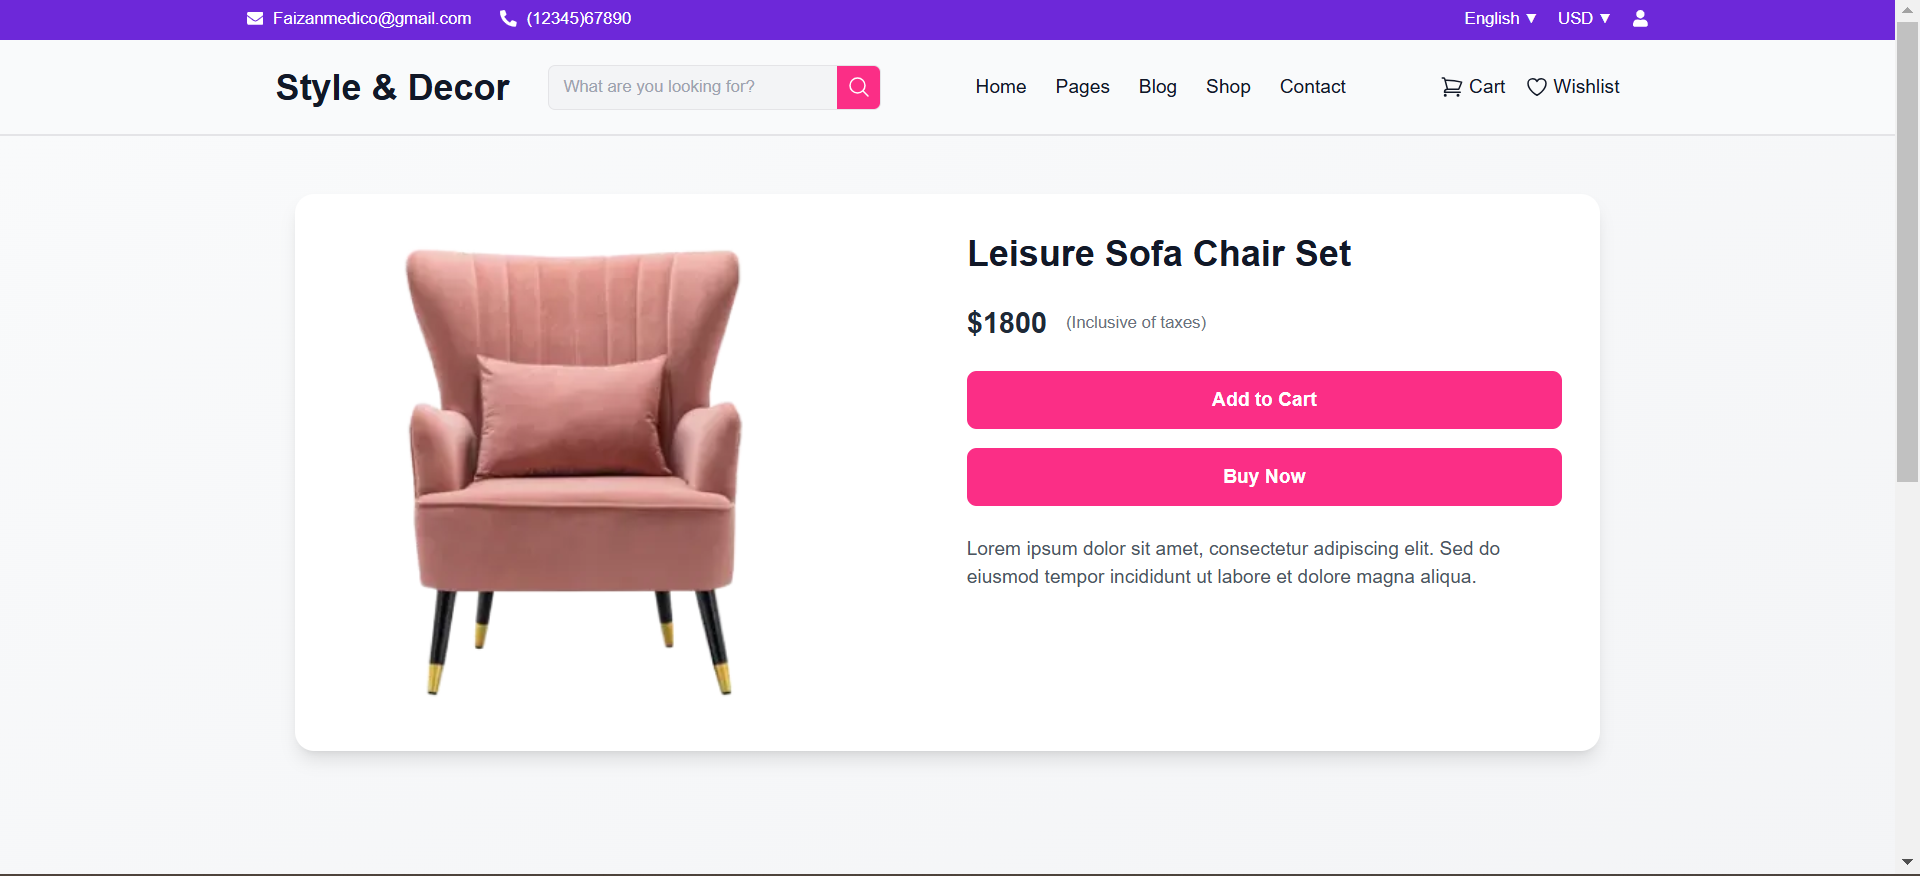 Faizanmedico@gmail.com (12345)67890 English ▼ USD ▼
Style & Decor What are you looking for? Home Pages Blog Shop Contact Cart Wishlist
Leisure Sofa Chair Set
$1800 (Inclusive of taxes)
Add to Cart
Buy Now
Lorem ipsum dolor sit amet, consectetur adipiscing elit. Sed do
eiusmod tempor incididunt ut labore et dolore magna aliqua.